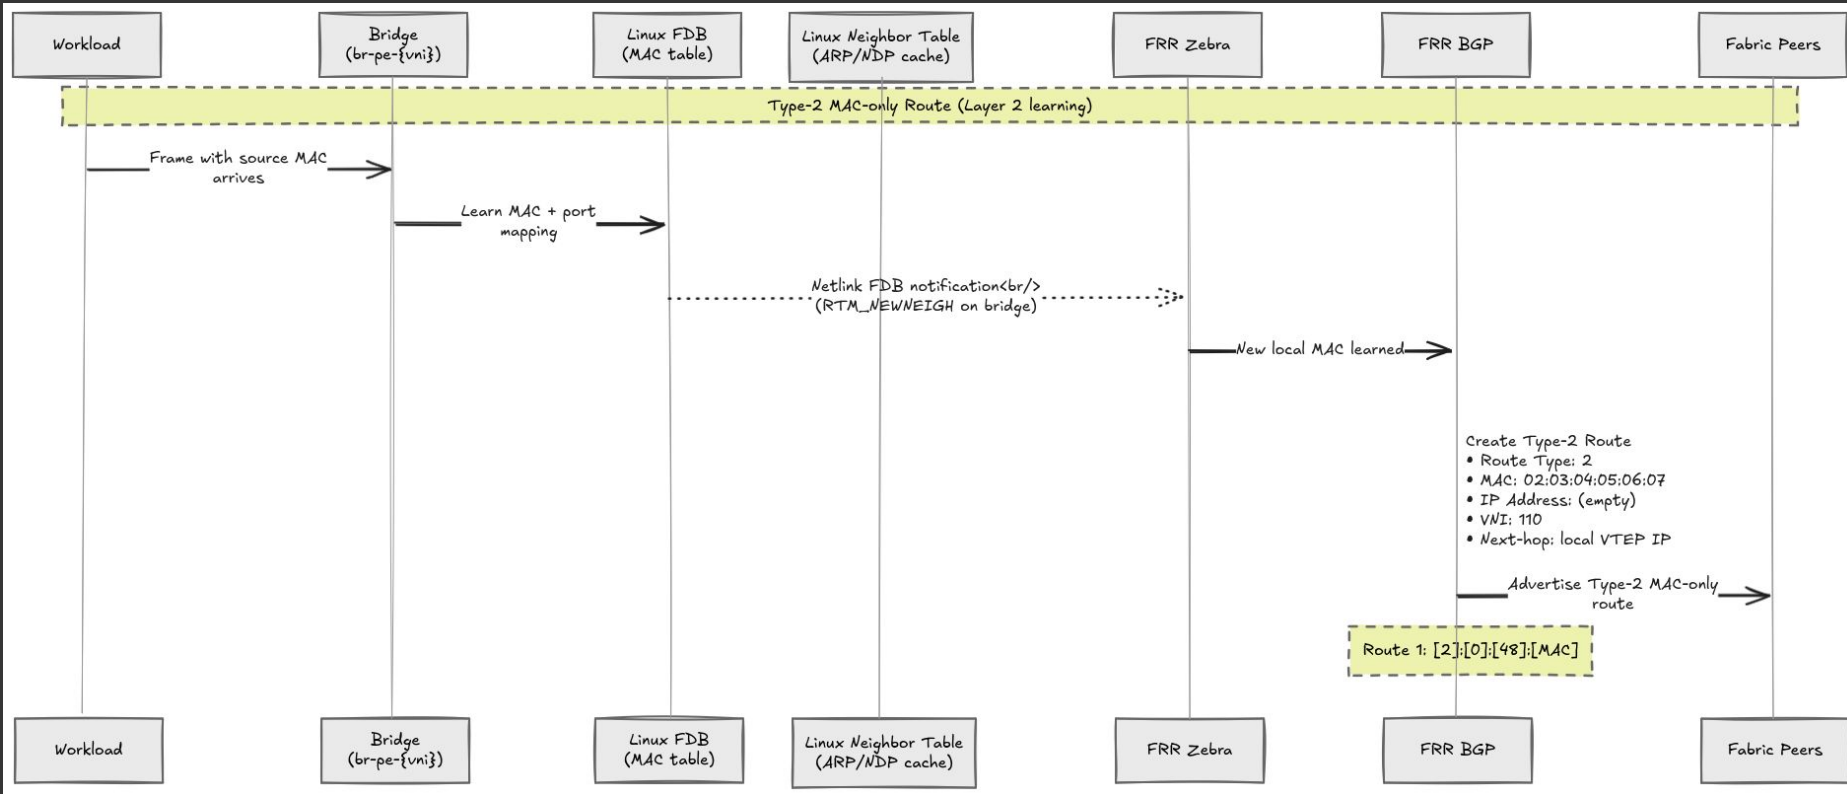 Workload
Bridge
(br-pe-{vni})
Linux FDB
(MAC table)
Linux Neighbor Table
(ARP/NDP cache)
FRR Zebra
FRR BGP
Fabric Peers
Type-2 MAC-only Route (Layer 2 learning)
Frame with source MAC
arrives
Learn MAC + port
mapping
Netlink FDB notification<br/>
(RTM_NEWNEIGH on bridge)
New local MAC learned
Create Type-2 Route
• Route Type: 2
• MAC: 02:03:04:05:06:07
• IP Address: (empty)
• VNI: 110
• Next-hop: local VTEP IP
Advertise Type-2 MAC-only
route
Route 1: [2]:[0]:[48]:[MAC]
Workload
Bridge
(br-pe-{vni})
Linux FDB
(MAC table)
Linux Neighbor Table
(ARP/NDP cache)
FRR Zebra
FRR BGP
Fabric Peers